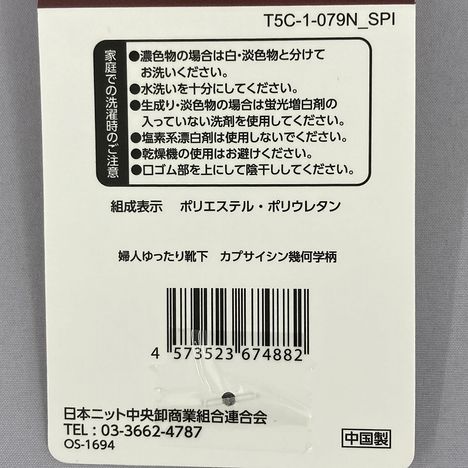 T5C-1-079N_SPI
家庭での洗濯時のご注意
●濃色物の場合は白・淡色物と分けて
お洗いください。
●水洗いを十分にしてください。
●生成り・淡色物の場合は蛍光増白剤の
入っていない洗剤を使用してください。
●塩素系漂白剤は使用しないでください。
●乾燥機の使用はお避けください。
●口ゴム部を上にして陰干ししてください。
組成表示 ポリエステル・ポリウレタン
婦人ゆったり靴下 カプサイシン幾何学柄
4 573523 674882
日本ニット中央卸商業組合連合会
TEL : 03-3662-4787
OS-1694
中国製